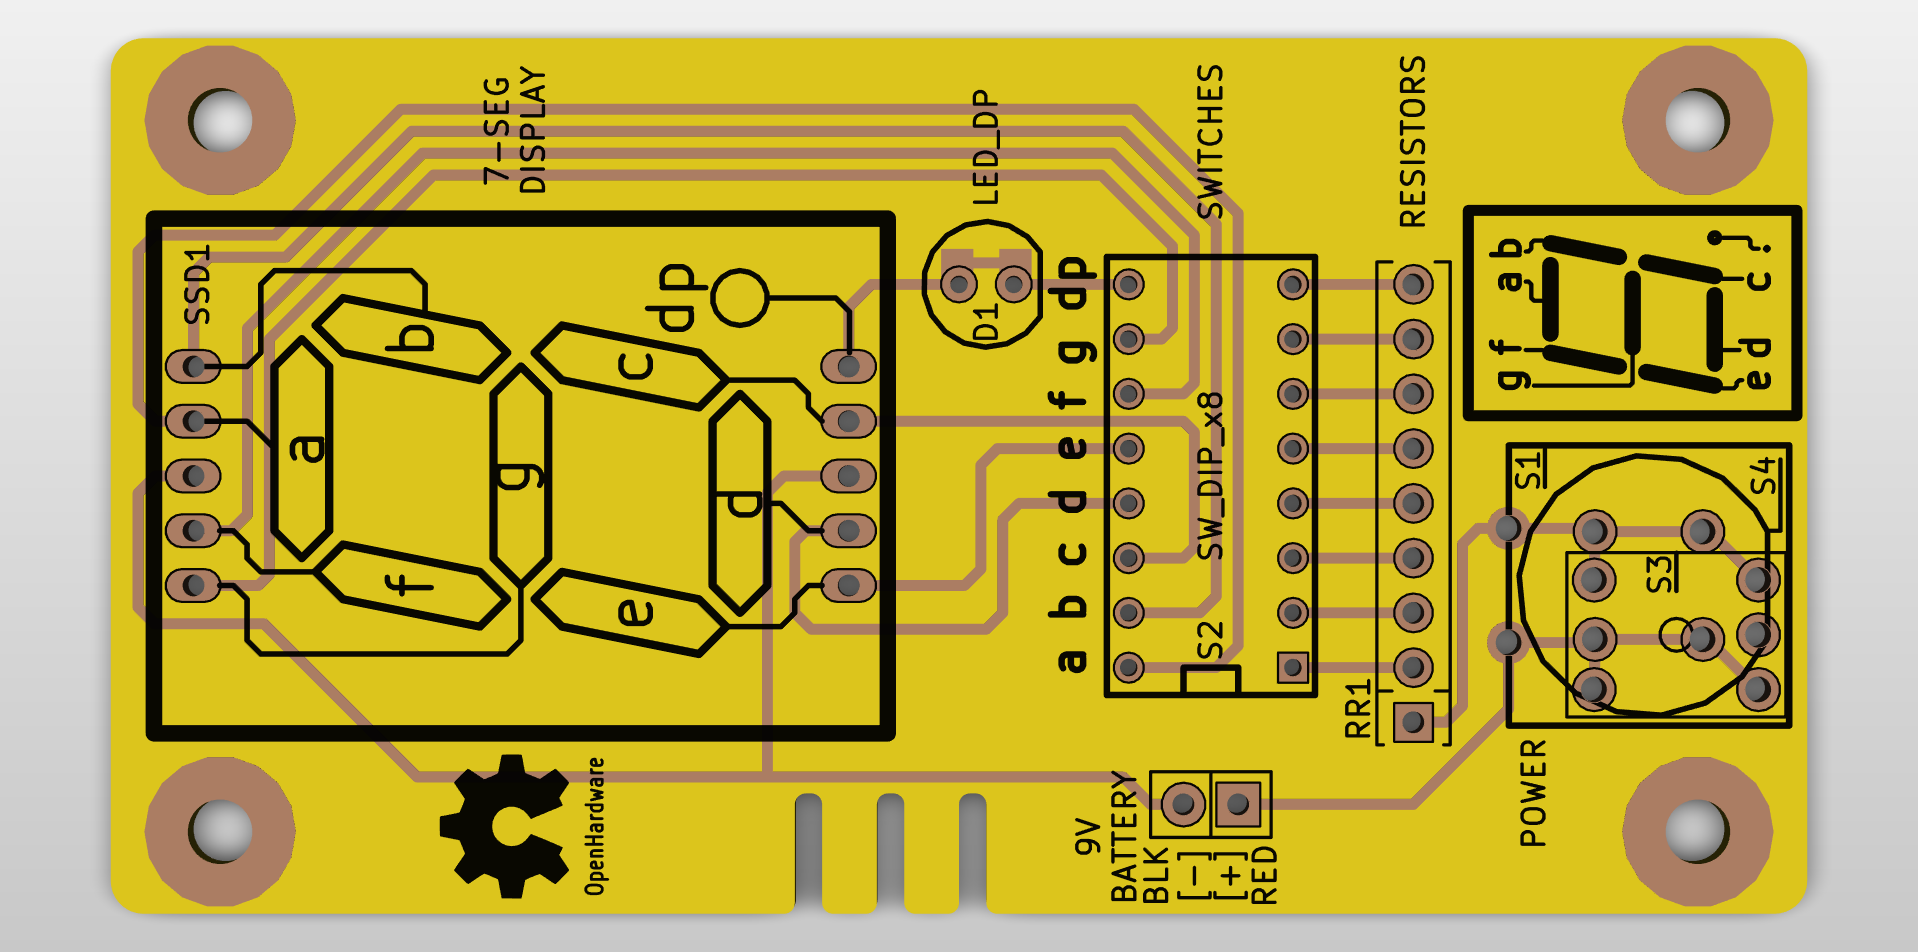 7-SEG
DISPLAY
LED_DP
SWITCHES
RESISTORS
SSD1
a
b
c
d
e
f
g
dp
D1
dp
g
f
e
d
c
b
a
SW_DIP_x8
S2
RR1
a
b
c
d
e
f
g
S1
S4
S3
POWER
9V
BATTERY
BLK
[-]
[+]
RED
OpenHardware